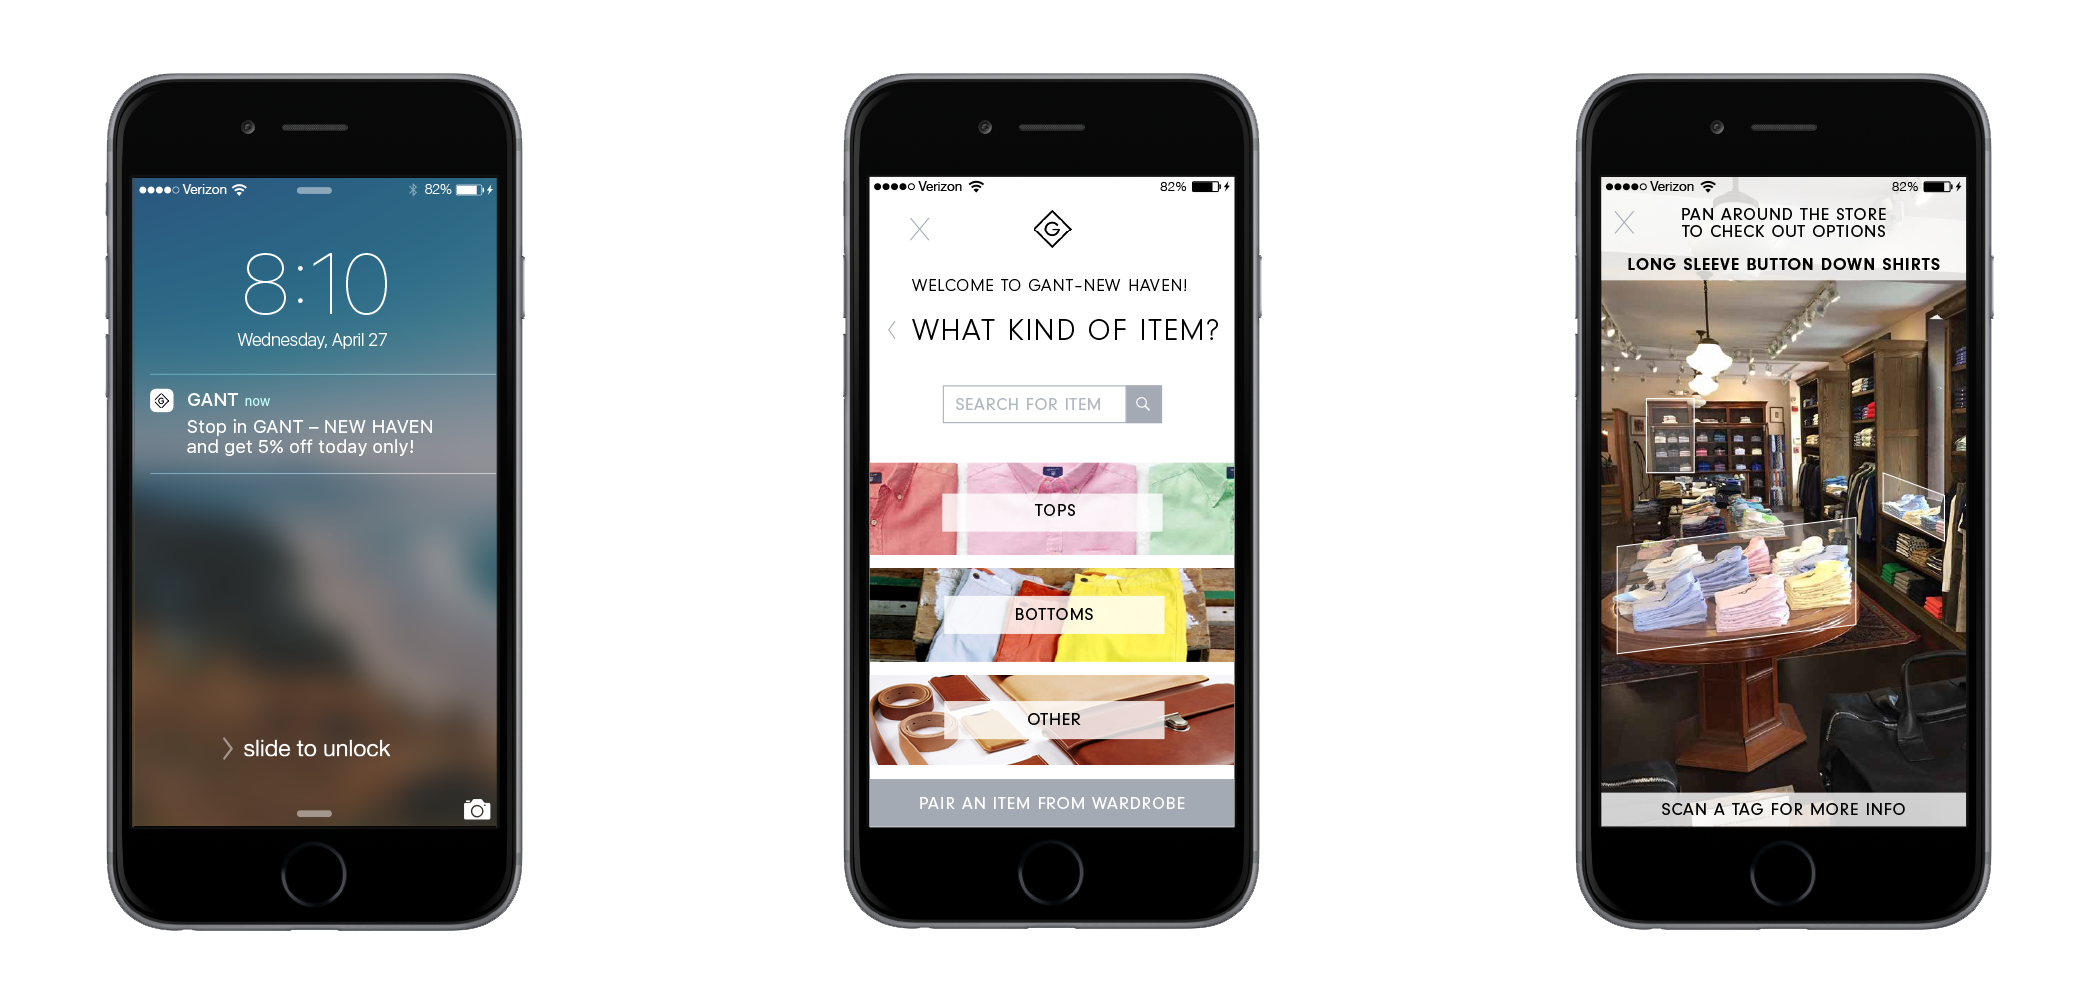 Verizon 82%
8:10
Wednesday, April 27
GANT now
Stop in GANT – NEW HAVEN
and get 5% off today only!
slide to unlock
Verizon 82%
G
WELCOME TO GANT-NEW HAVEN!
WHAT KIND OF ITEM?
SEARCH FOR ITEM
TOPS
BOTTOMS
OTHER
PAIR AN ITEM FROM WARDROBE
Verizon 82%
PAN AROUND THE STORE
TO CHECK OUT OPTIONS
LONG SLEEVE BUTTON DOWN SHIRTS
SCAN A TAG FOR MORE INFO